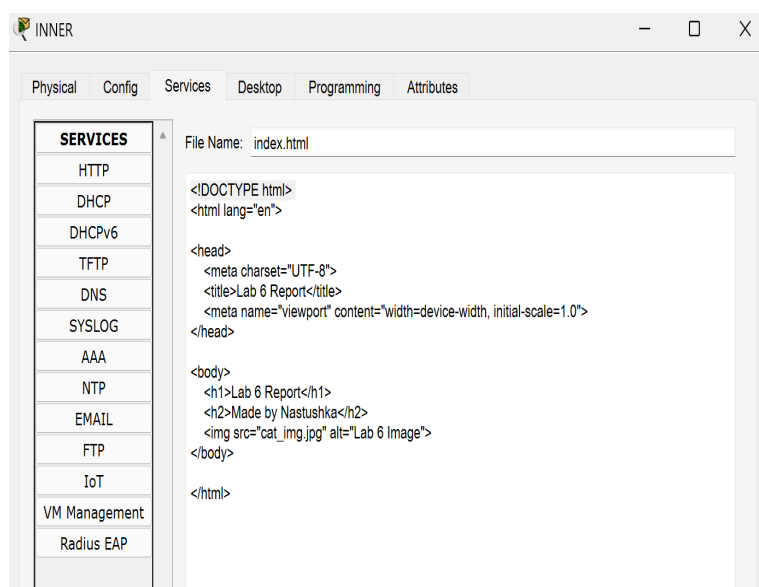 INNER
Physical Config Services Desktop Programming Attributes
SERVICES
HTTP
DHCP
DHCPv6
TFTP
DNS
SYSLOG
AAA
NTP
EMAIL
FTP
IoT
VM Management
Radius EAP
File Name: index.html
<!DOCTYPE html>
<html lang="en">
<head>
<meta charset="UTF-8">
<title>Lab 6 Report</title>
<meta name="viewport" content="width=device-width, initial-scale=1.0">
</head>
<body>
<h1>Lab 6 Report</h1>
<h2>Made by Nastushka</h2>
<img src="cat_img.jpg" alt="Lab 6 Image">
</body>
</html>